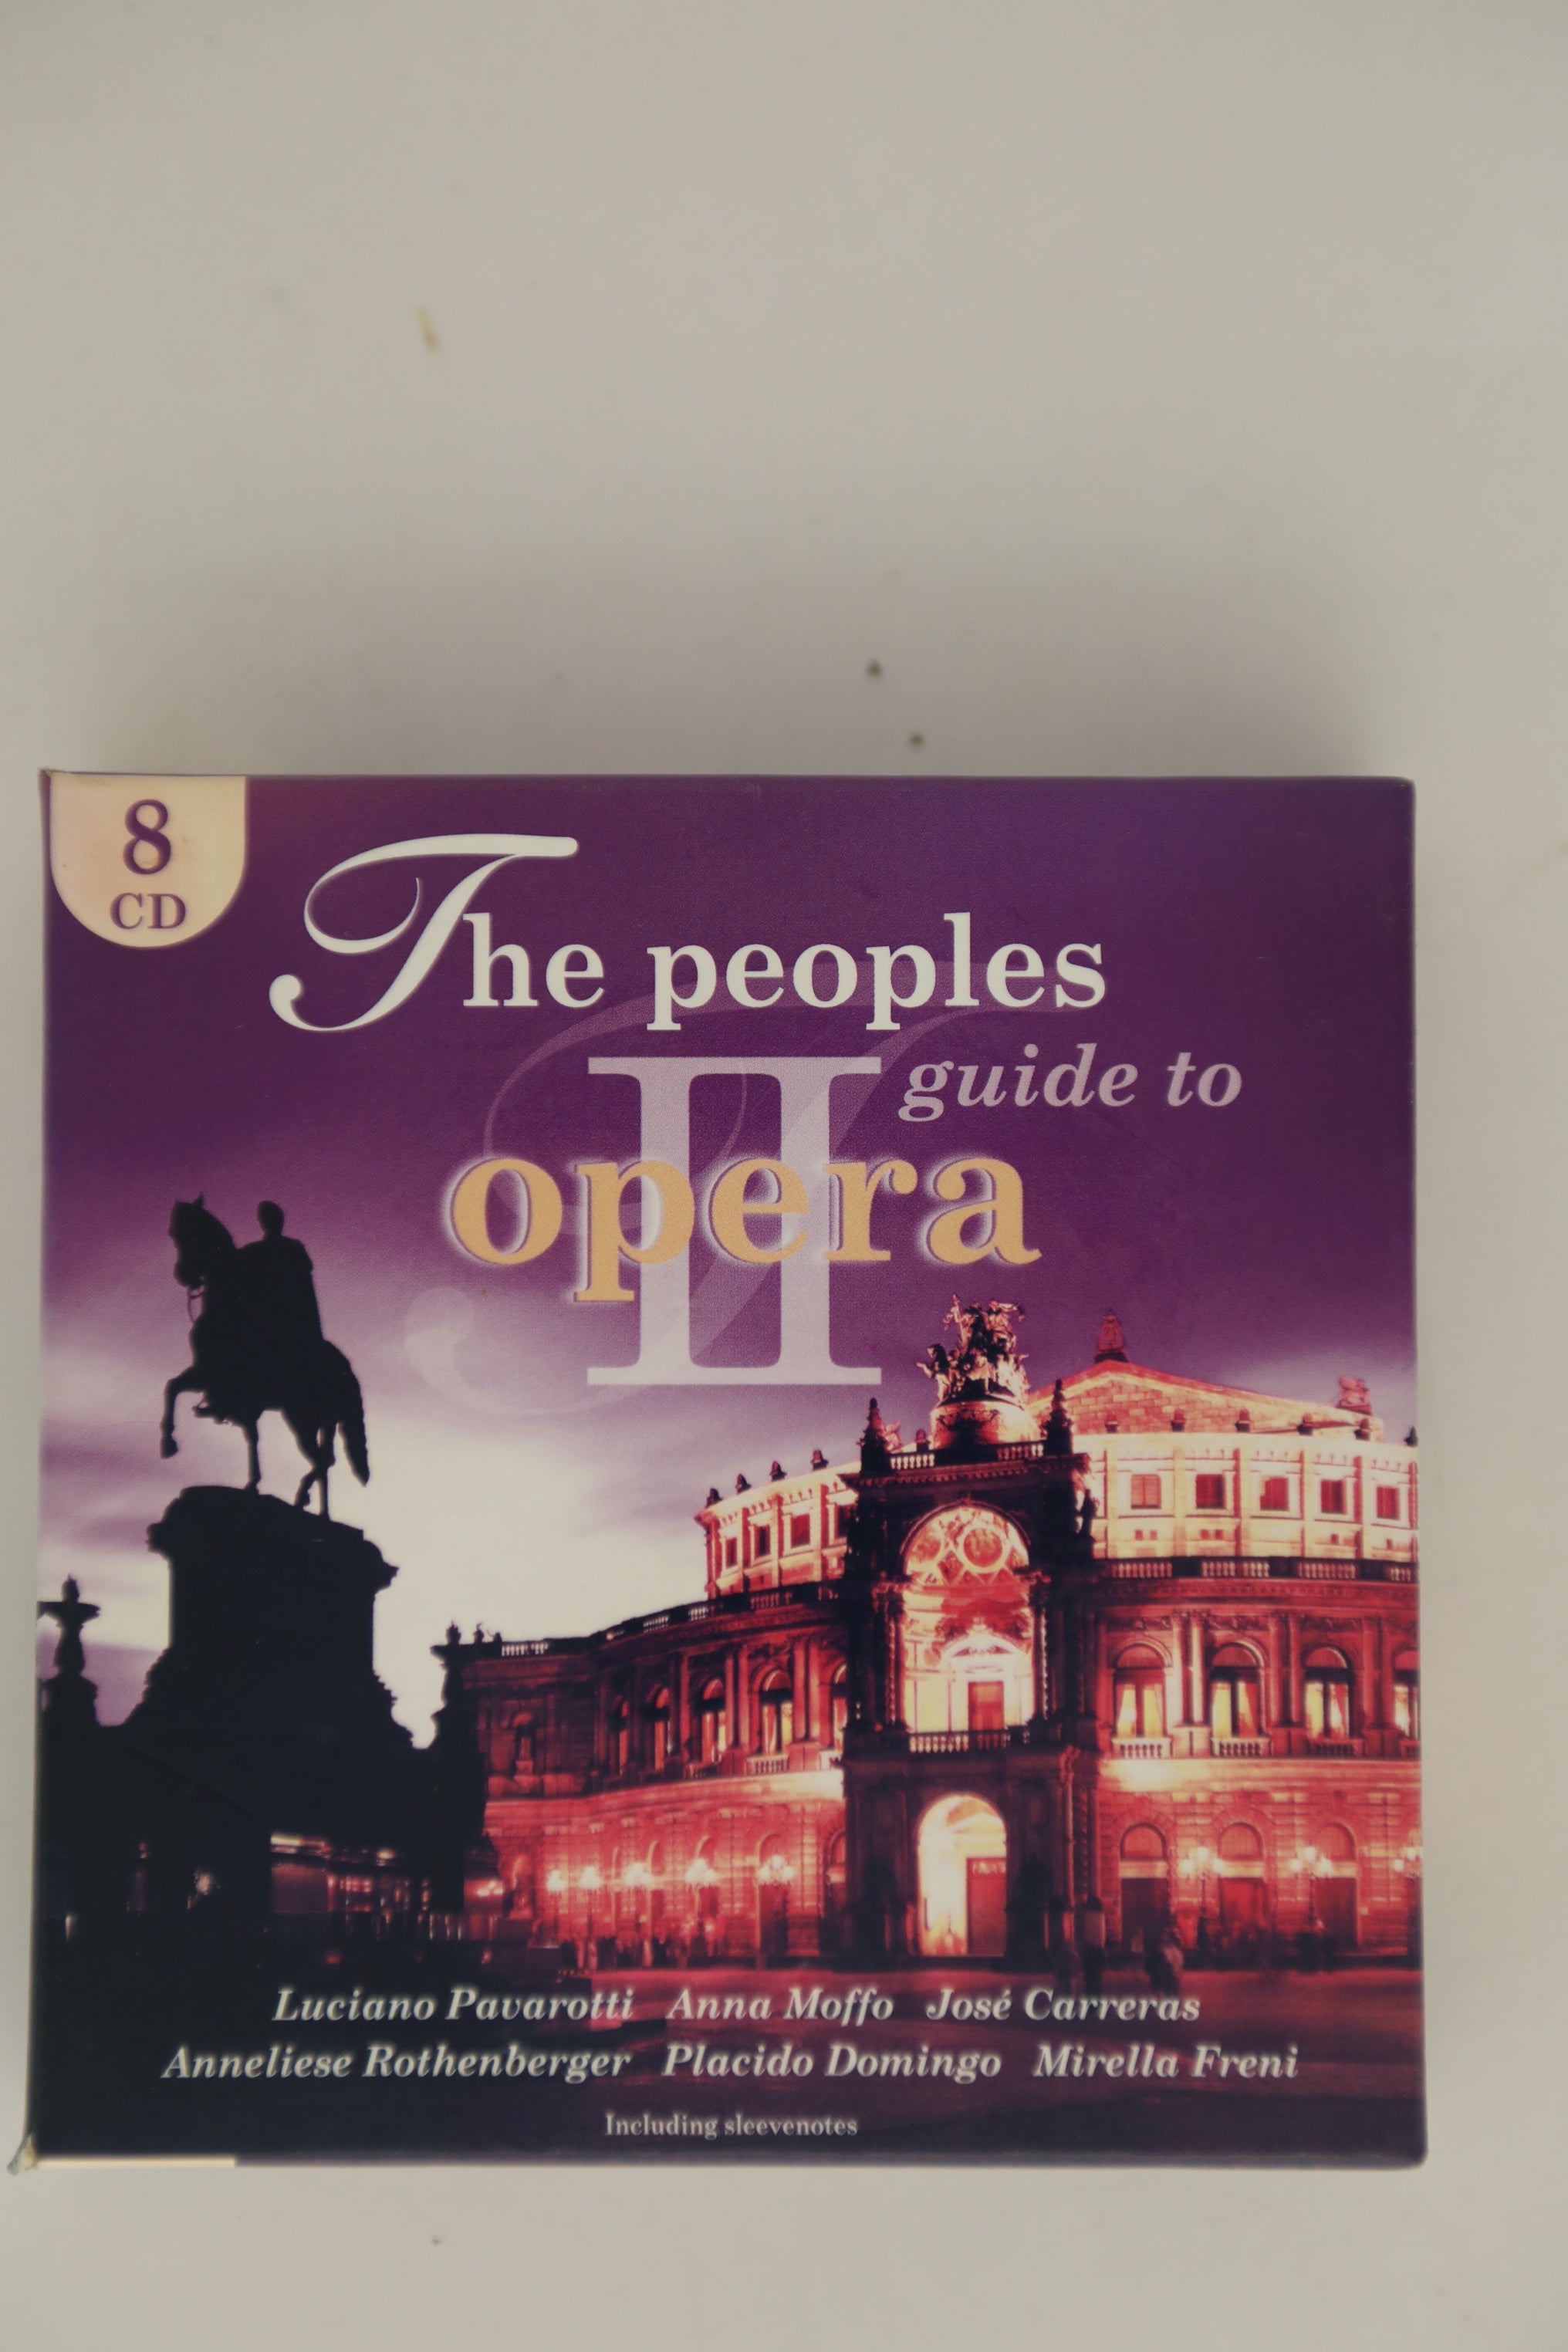 8
CD
The peoples
guide to
II
opera
Luciano Pavarotti Anna Moffo José Carreras
Anneliese Rothenberger Placido Domingo Mirella Freni
Including sleevenotes